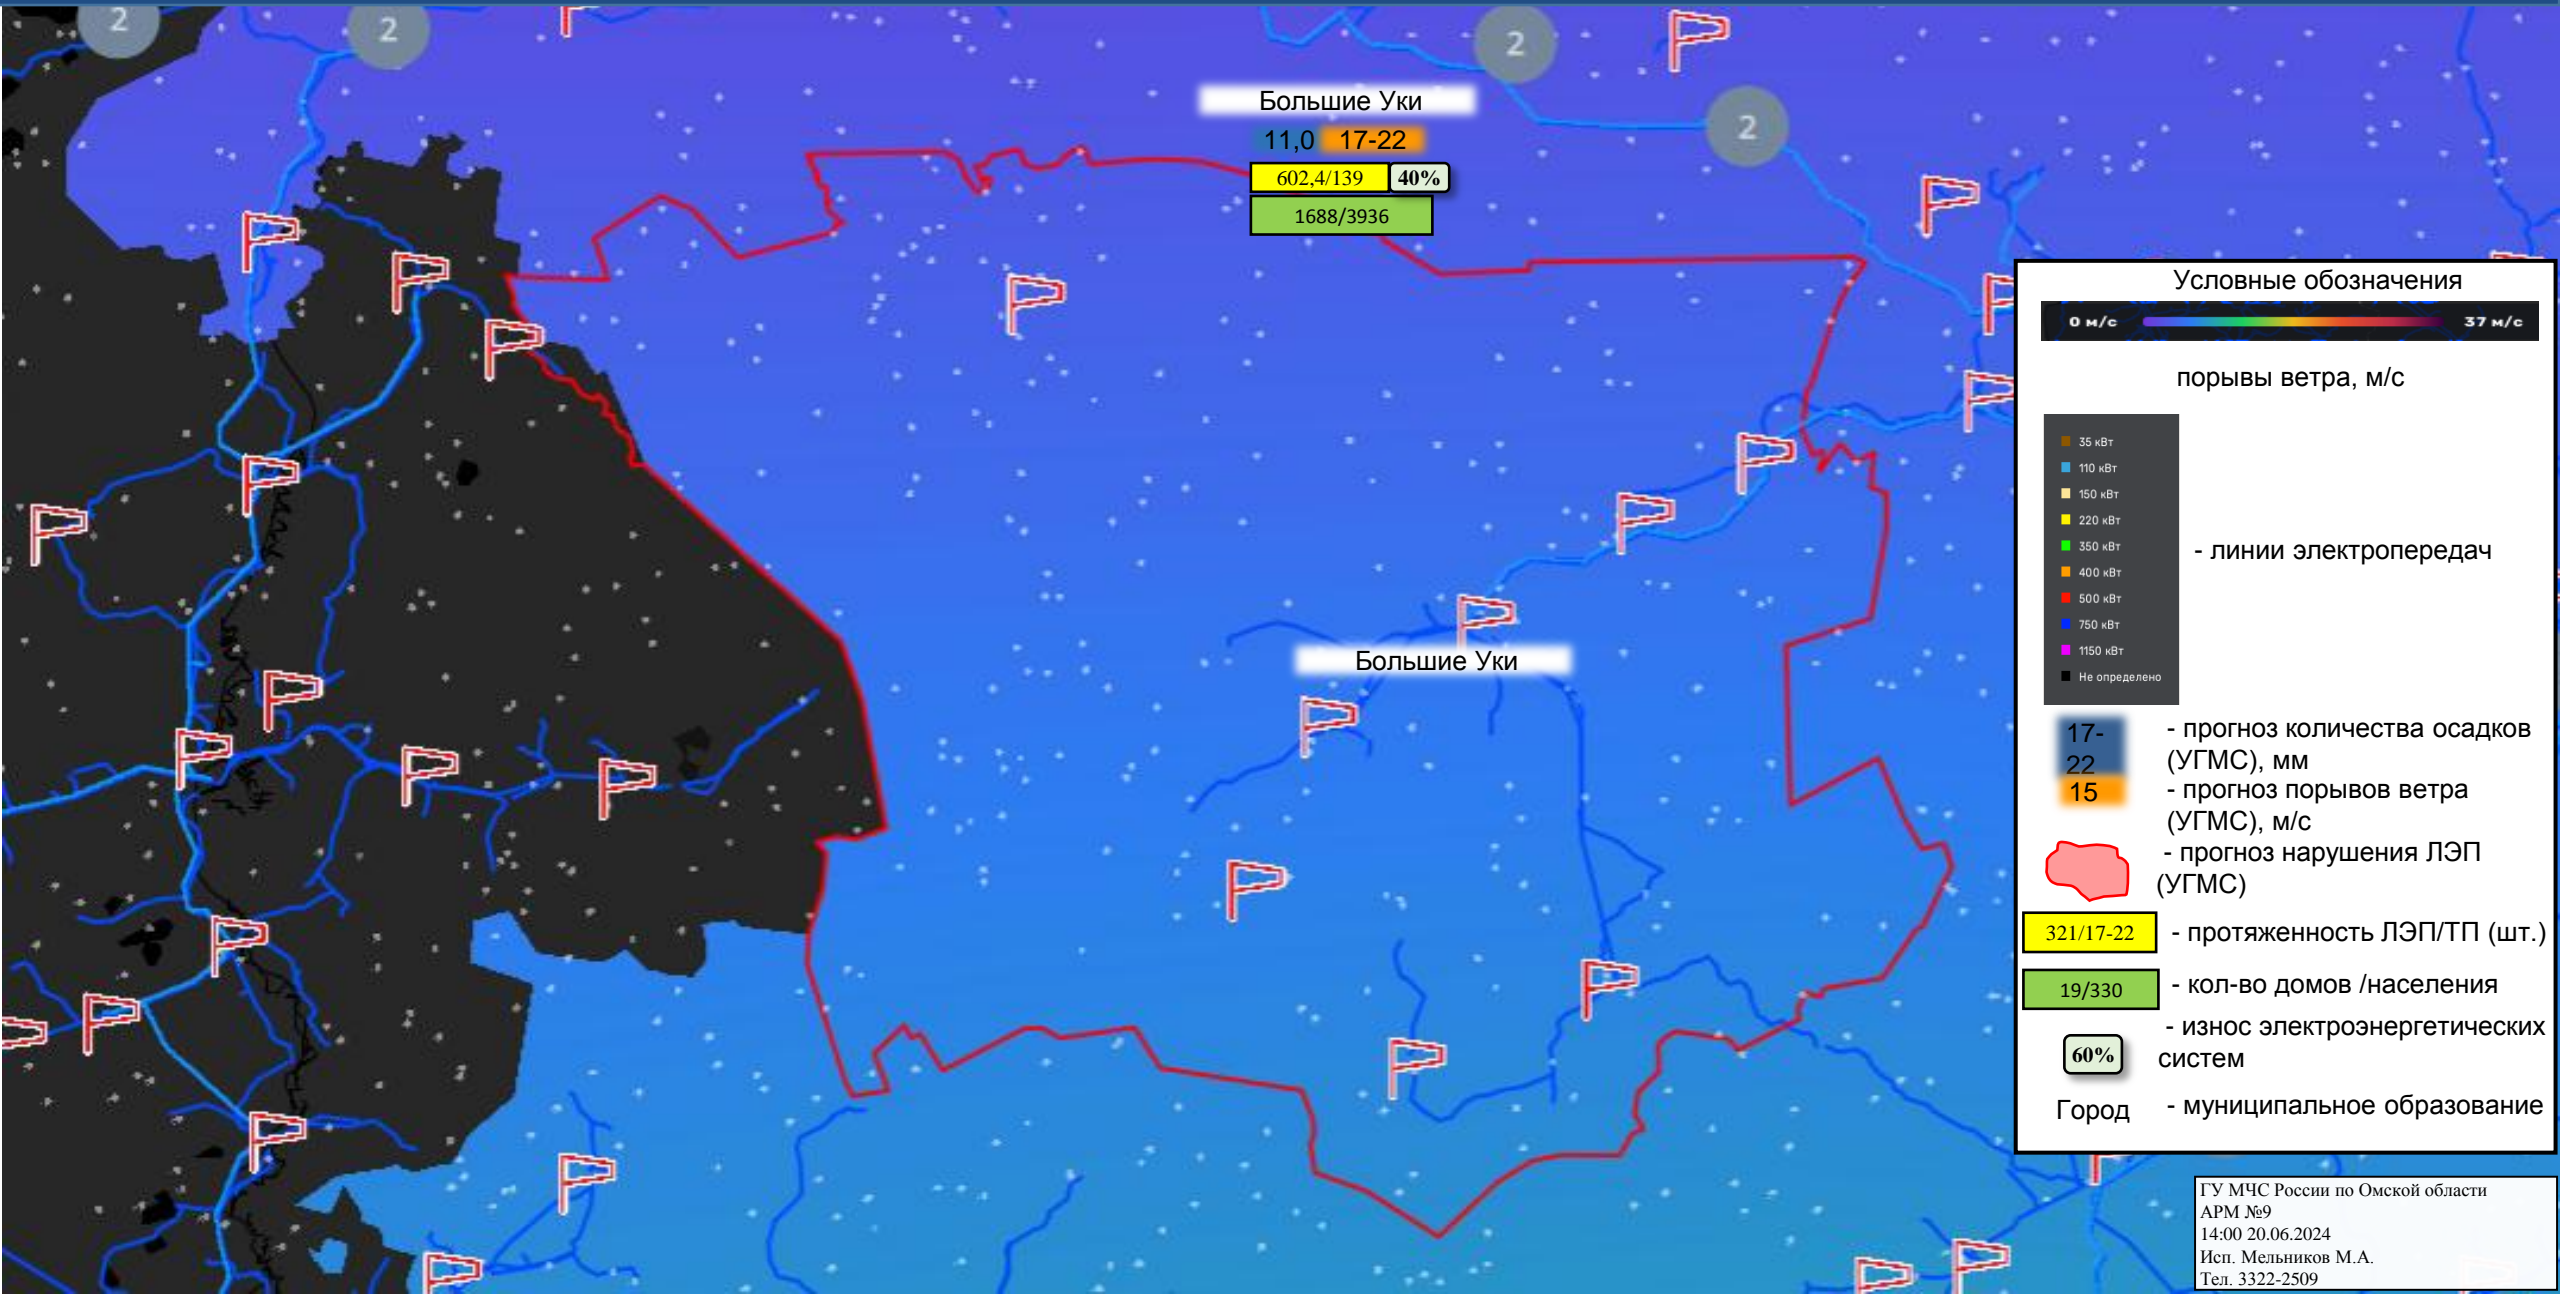 2
2
2
2
Большие Уки
11,0 17-22
602,4/139 40%
1688/3936
Большие Уки
Условные обозначения
0 м/с 37 м/с
порывы ветра, м/с
35 кВт
110 кВт
150 кВт
220 кВт
350 кВт
400 кВт
500 кВт
750 кВт
1150 кВт
Не определено
- линии электропередач
17-
22
- прогноз количества осадков
(УГМС), мм
15
- прогноз порывов ветра
(УГМС), м/с
- прогноз нарушения ЛЭП
(УГМС)
321/17-22 - протяженность ЛЭП/ТП (шт.)
19/330 - кол-во домов /населения
- износ электроэнергетических
систем
60%
Город - муниципальное образование
ГУ МЧС России по Омской области
АРМ №9
14:00 20.06.2024
Исп. Мельников М.А.
Тел. 3322-2509